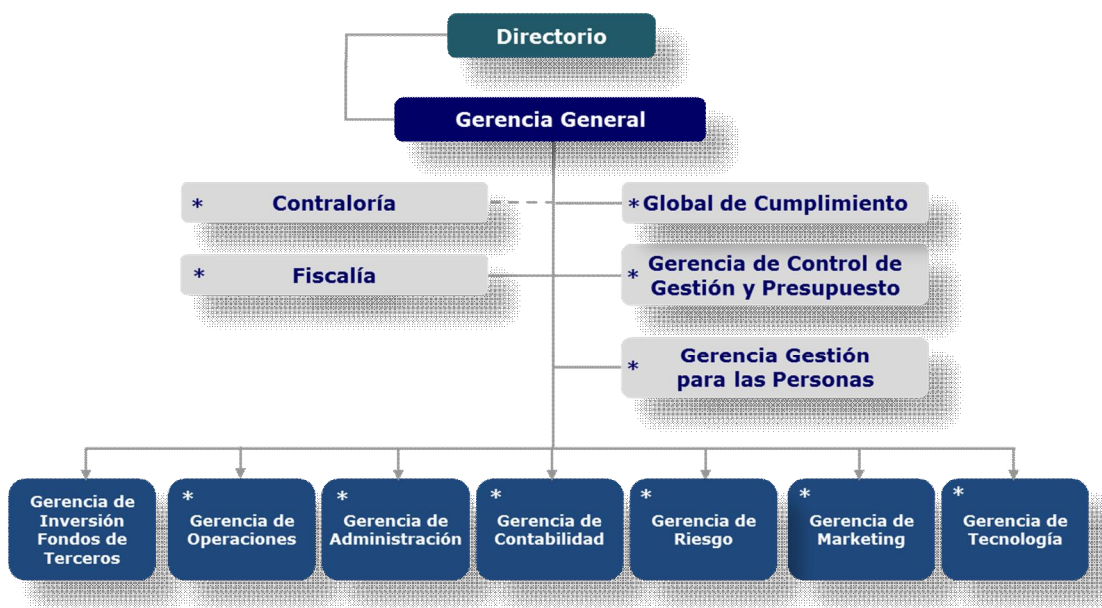 Directorio
Gerencia General
* Contraloría
* Global de Cumplimiento
* Fiscalía
* Gerencia de Control de
Gestión y Presupuesto
* Gerencia Gestión
para las Personas
Gerencia de
Inversión
Fondos de
Terceros
*
Gerencia de
Operaciones
*
Gerencia de
Administración
*
Gerencia de
Contabilidad
*
Gerencia de
Riesgo
*
Gerencia de
Marketing
*
Gerencia de
Tecnología